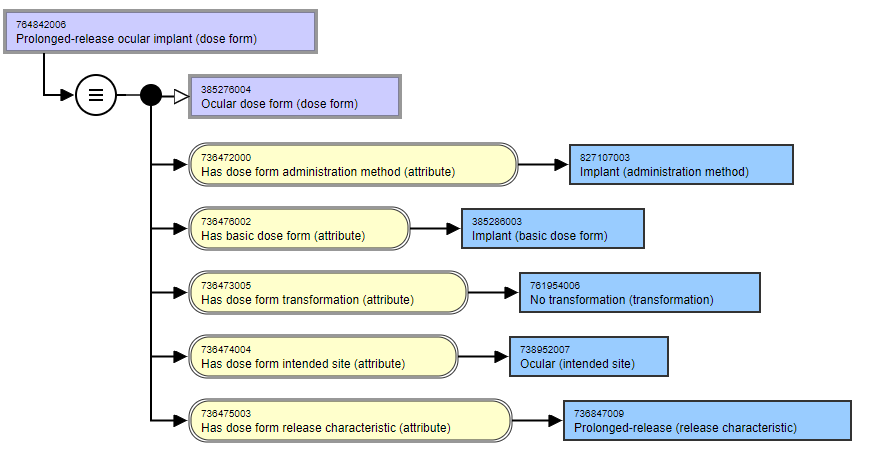 764842006
Prolonged-release ocular implant (dose form)
385276004
Ocular dose form (dose form)
736472000
Has dose form administration method (attribute)
827107003
Implant (administration method)
736476002
Has basic dose form (attribute)
385286003
Implant (basic dose form)
736473005
Has dose form transformation (attribute)
761954006
No transformation (transformation)
736474004
Has dose form intended site (attribute)
738952007
Ocular (intended site)
736475003
Has dose form release characteristic (attribute)
736847009
Prolonged-release (release characteristic)